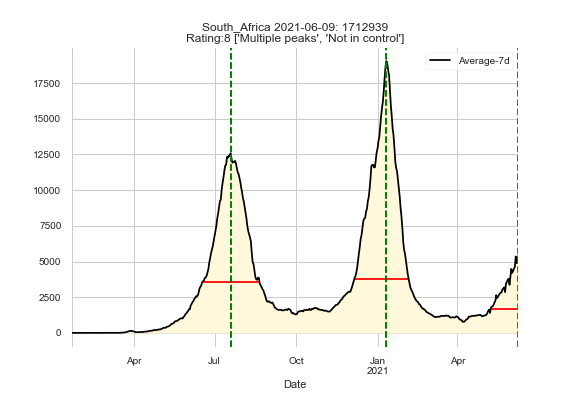 South_Africa 2021-06-09: 1712939
Rating:8 ['Multiple peaks', 'Not in control']
Average-7d
17500
15000
12500
10000
7500
5000
2500
0
Apr Jul Oct Jan Apr
2021
Date